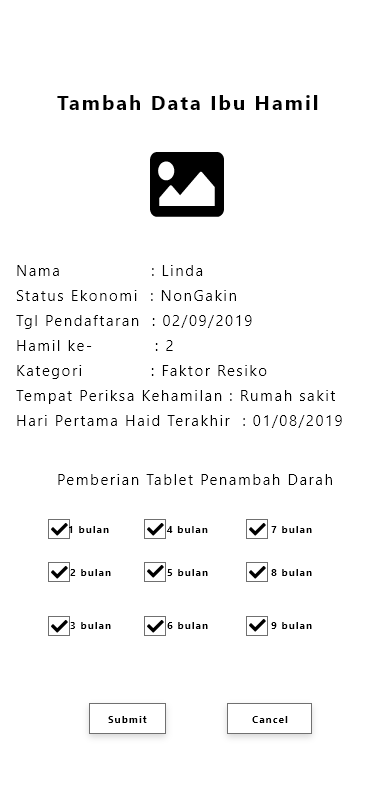 Tambah Data Ibu Hamil
Nama : Linda
Status Ekonomi : NonGakin
Tgl Pendaftaran : 02/09/2019
Hamil ke- : 2
Kategori : Faktor Resiko
Tempat Periksa Kehamilan : Rumah sakit
Hari Pertama Haid Terakhir : 01/08/2019
Pemberian Tablet Penambah Darah
1 bulan 4 bulan 7 bulan
2 bulan 5 bulan 8 bulan
3 bulan 6 bulan 9 bulan
Submit Cancel